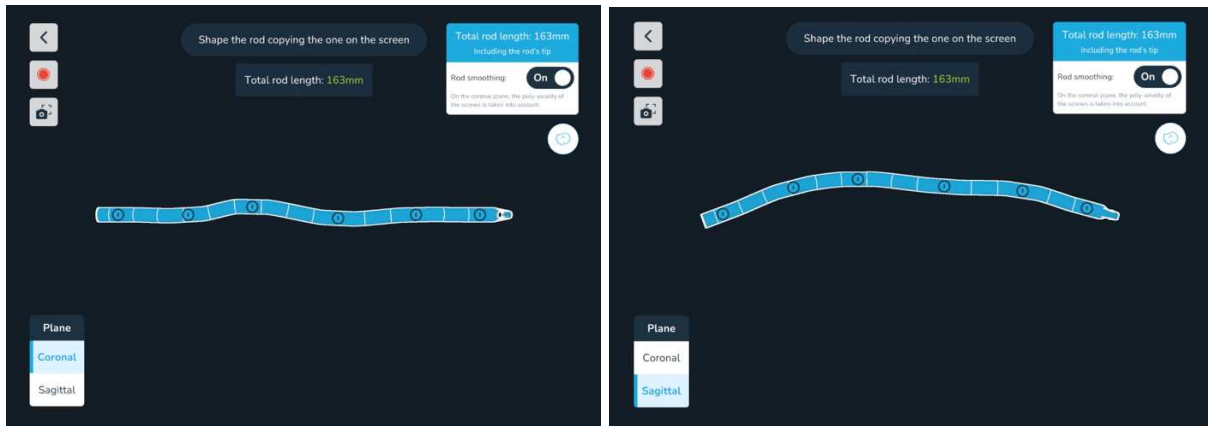 Shape the rod copying the one on the screen
Total rod length: 163mm
Total rod length: 163mm
Including the rod's tip
Rod smoothing:
On
On the coronal plane, the poly-axiality of
the screws is taken into account.
Plane
Coronal
Sagittal
Shape the rod copying the one on the screen
Total rod length: 163mm
Total rod length: 163mm
Including the rod's tip
Rod smoothing:
On
On the coronal plane, the poly-axiality of
the screws is taken into account.
Plane
Coronal
Sagittal